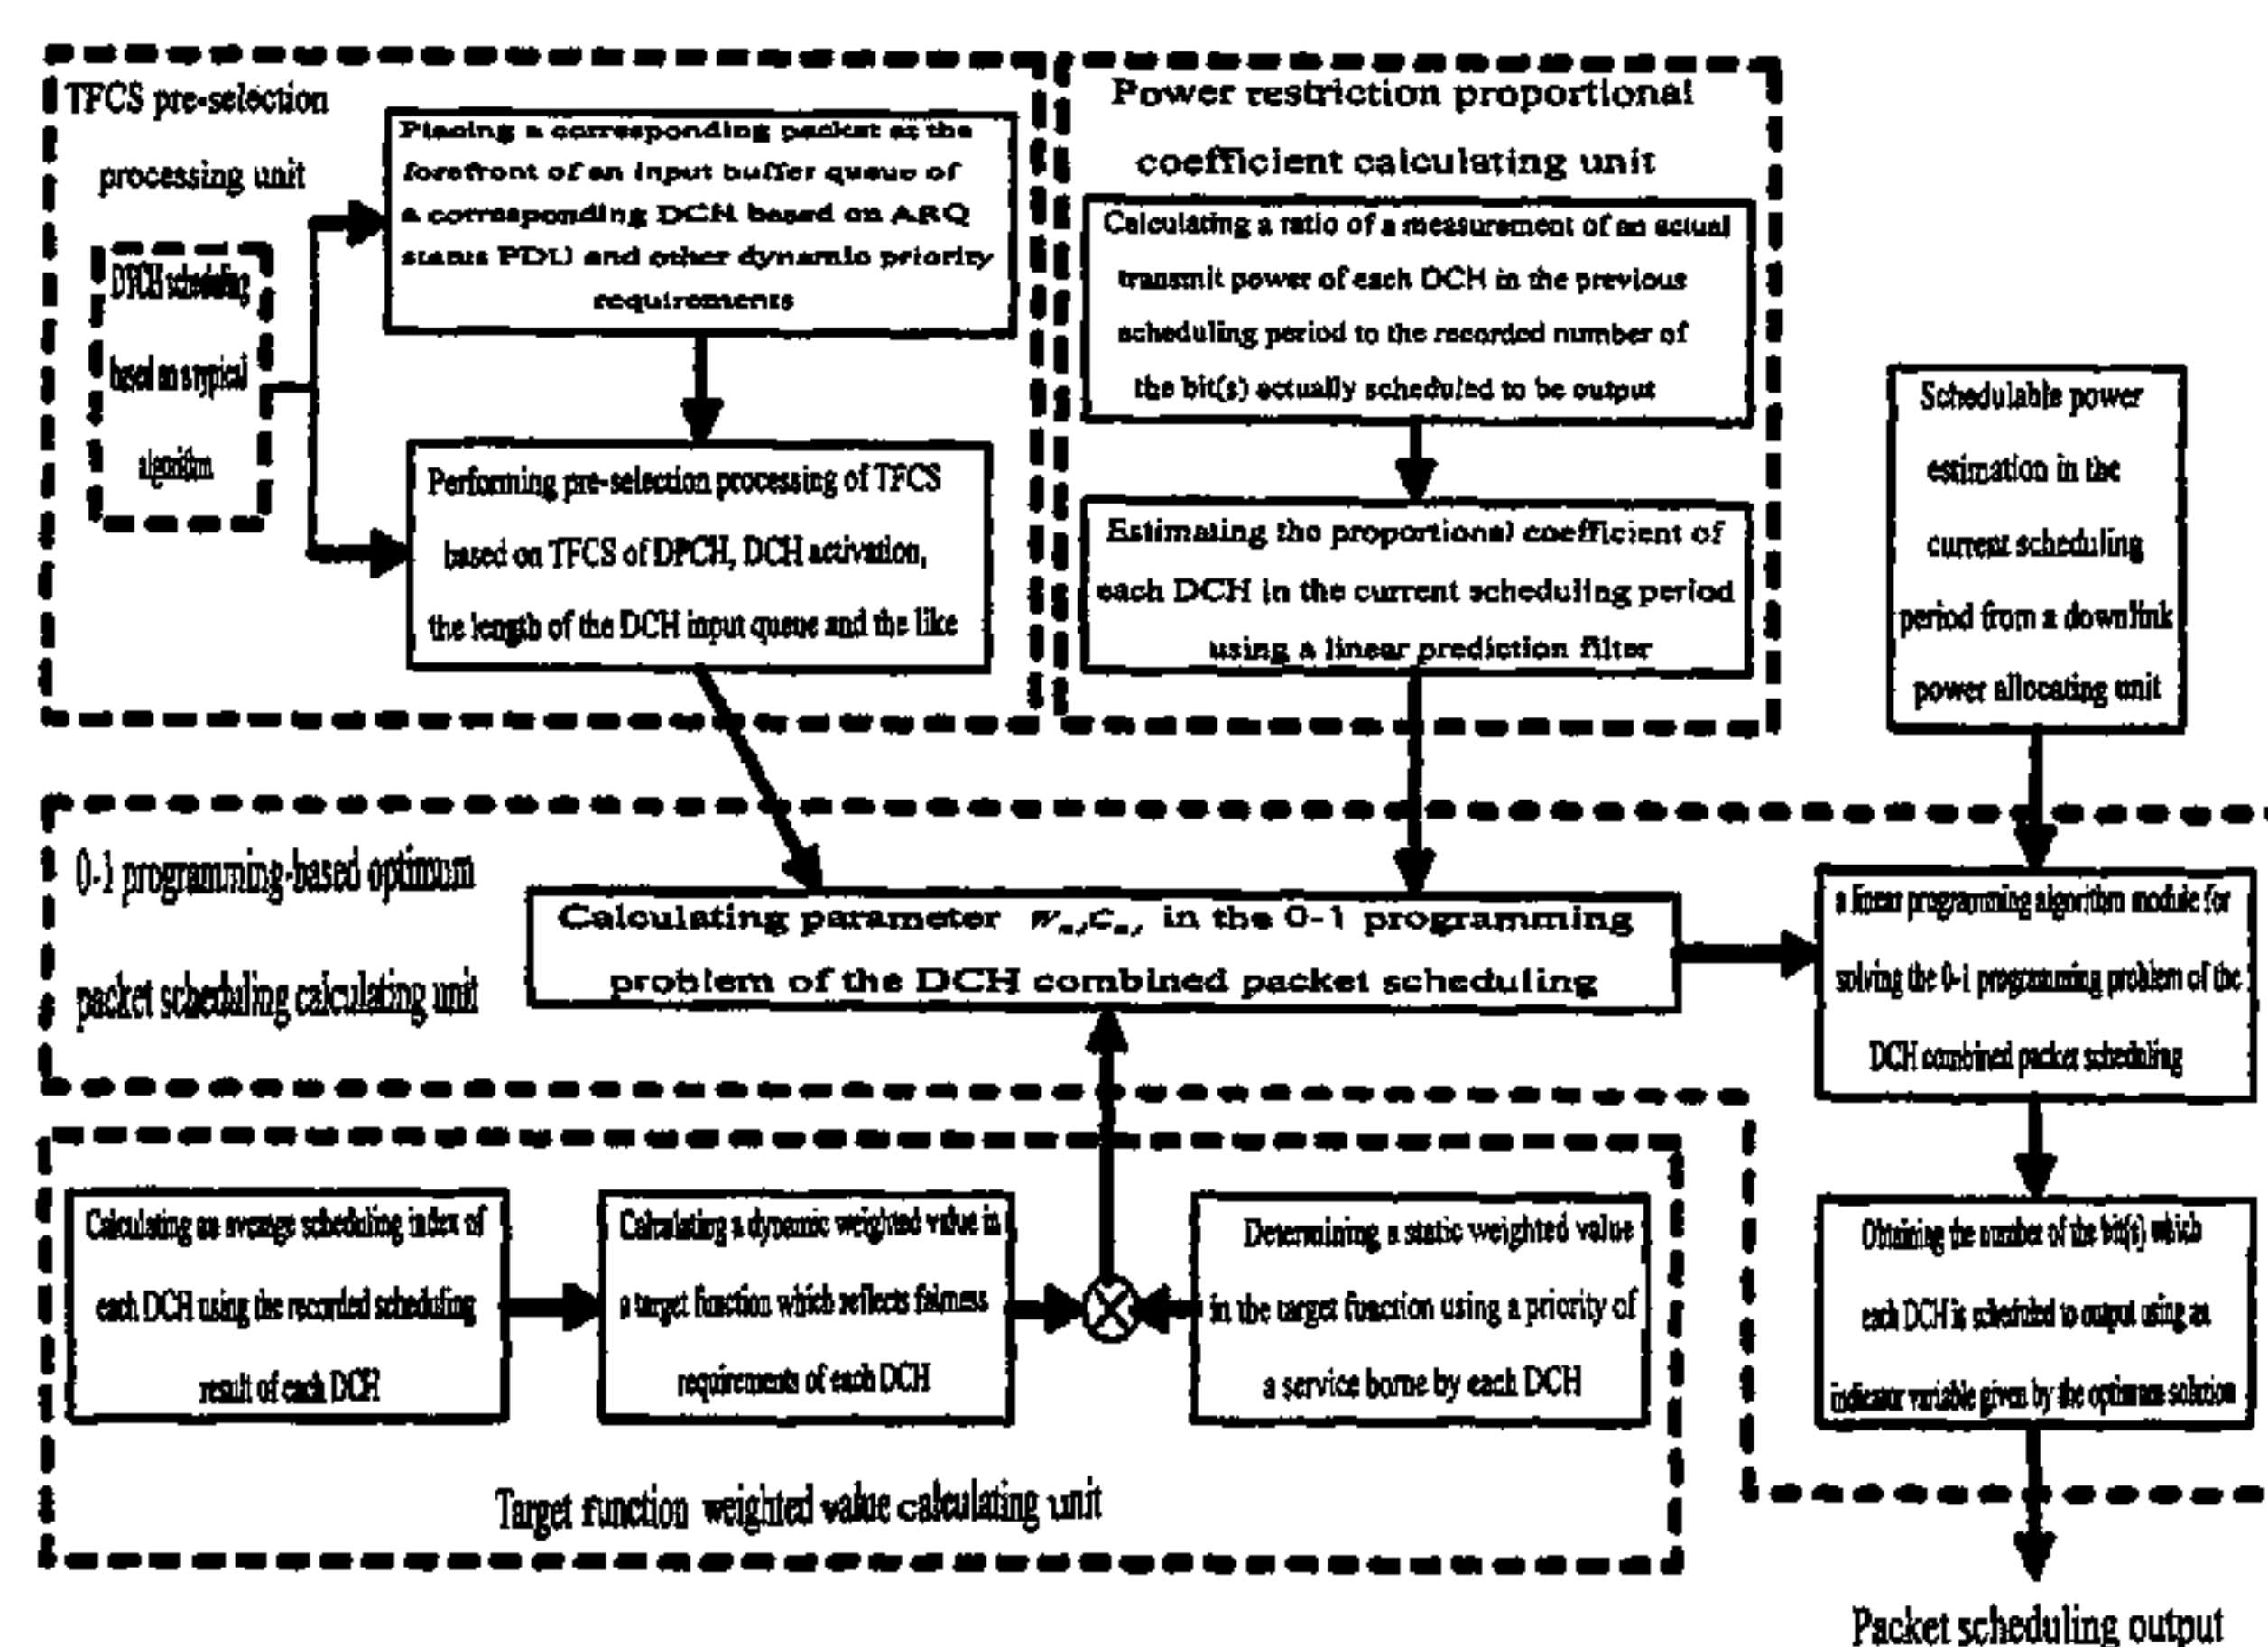 TFCS pre-selection
processing unit
DPCH scheduling
based on a typical
algorithm
Placing a corresponding packet at the
forefront of an input buffer queue of
a corresponding DCH based on ARQ
status PDU and other dynamic priority
requirements
Performing pre-selection processing of TFCS
based on TFCS of DPCH, DCH activation,
the length of the DCH input queue and the like
Power restriction proportional
coefficient calculating unit
Calculating a ratio of a measurement of an actual
transmit power of each DCH in the previous
scheduling period to the recorded number of
the bit(s) actually scheduled to be output
Estimating the proportional coefficient of
each DCH in the current scheduling period
using a linear prediction filter
Schedulable power
estimation in the
current scheduling
period from a downlink
power allocating unit
0-1 programming-based optimum
packet scheduling calculating unit
Calculating parameter in the 0-1 programming
problem of the DCH combined packet scheduling
a linear programming algorithm module for
solving the 0-1 programming problem of the
DCH combined packet scheduling
Calculating an average scheduling index of
each DCH using the recorded scheduling
result of each DCH
Calculating a dynamic weighted value in
a target function which reflects fairness
requirements of each DCH
Determining a static weighted value
in the target function using a priority of
a service borne by each DCH
Obtaining the number of the bit(s) which
each DCH is scheduled to output using an
indicator variable given by the optimum solution
Target function weighted value calculating unit
Packet scheduling output